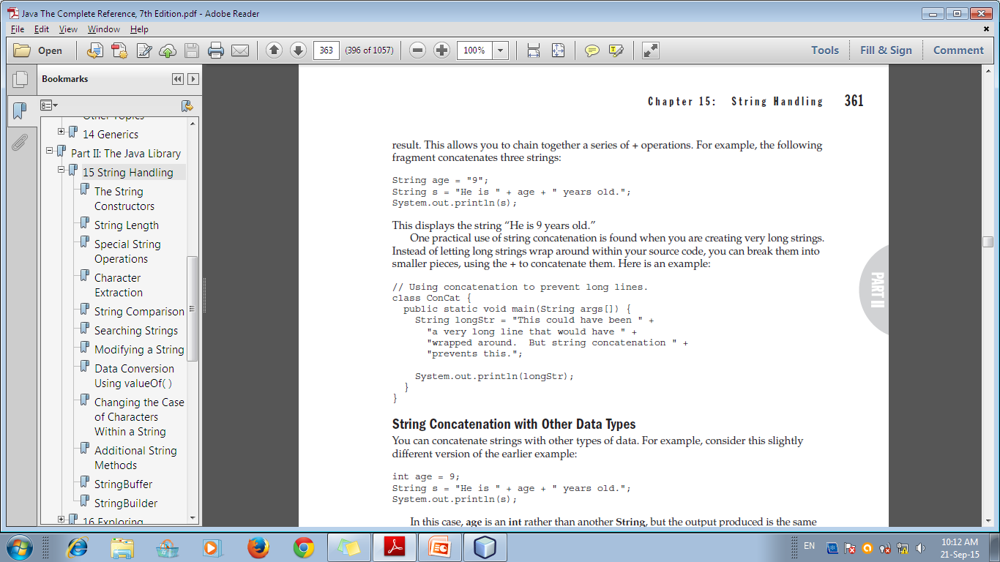 Java The Complete Reference, 7th Edition.pdf - Adobe Reader
File Edit View Window Help
Open 363 (396 of 1057) 100% Tools Fill & Sign Comment
Bookmarks
Other Topics
14 Generics
Part II: The Java Library
15 String Handling
The String
Constructors
String Length
Special String
Operations
Character
Extraction
String Comparison
Searching Strings
Modifying a String
Data Conversion
Using valueOf( )
Changing the Case
of Characters
Within a String
Additional String
Methods
StringBuffer
StringBuilder
16 Exploring
Chapter 15: String Handling 361
result. This allows you to chain together a series of + operations. For example, the following
fragment concatenates three strings:
String age = "9";
String s = "He is " + age + " years old.";
System.out.println(s);
This displays the string “He is 9 years old.”
One practical use of string concatenation is found when you are creating very long strings.
Instead of letting long strings wrap around within your source code, you can break them into
smaller pieces, using the + to concatenate them. Here is an example:
// Using concatenation to prevent long lines.
class ConCat {
public static void main(String args[]) {
String longStr = "This could have been " +
"a very long line that would have " +
"wrapped around.  But string concatenation " +
"prevents this.";
System.out.println(longStr);
}
}
String Concatenation with Other Data Types
You can concatenate strings with other types of data. For example, consider this slightly
different version of the earlier example:
int age = 9;
String s = "He is " + age + " years old.";
System.out.println(s);
In this case, age is an int rather than another String, but the output produced is the same
PART II
EN
10:12 AM
21-Sep-15